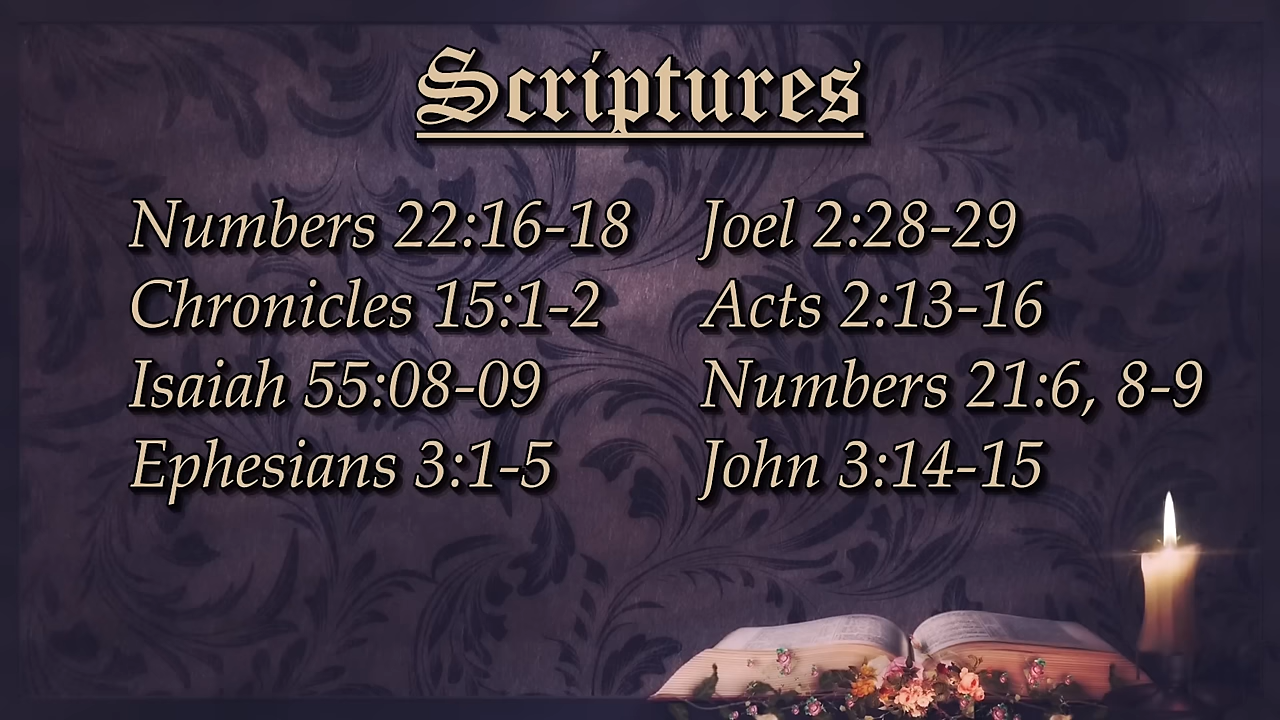 Scriptures
Numbers 22:16-18
Chronicles 15:1-2
Isaiah 55:08-09
Ephesians 3:1-5
Joel 2:28-29
Acts 2:13-16
Numbers 21:6, 8-9
John 3:14-15